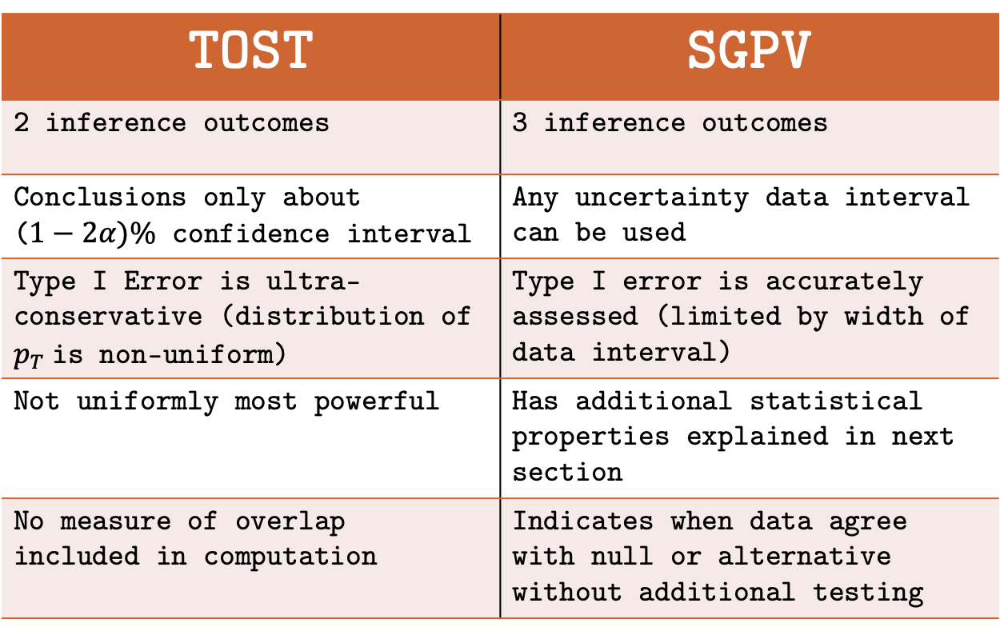 TOST
SGPV
2 inference outcomes
3 inference outcomes
Conclusions only about
(1 − 2α)% confidence interval
Any uncertainty data interval
can be used
Type I Error is ultra-
conservative (distribution of
p_T is non-uniform)
Type I error is accurately
assessed (limited by width of
data interval)
Not uniformly most powerful
Has additional statistical
properties explained in next
section
No measure of overlap
included in computation
Indicates when data agree
with null or alternative
without additional testing